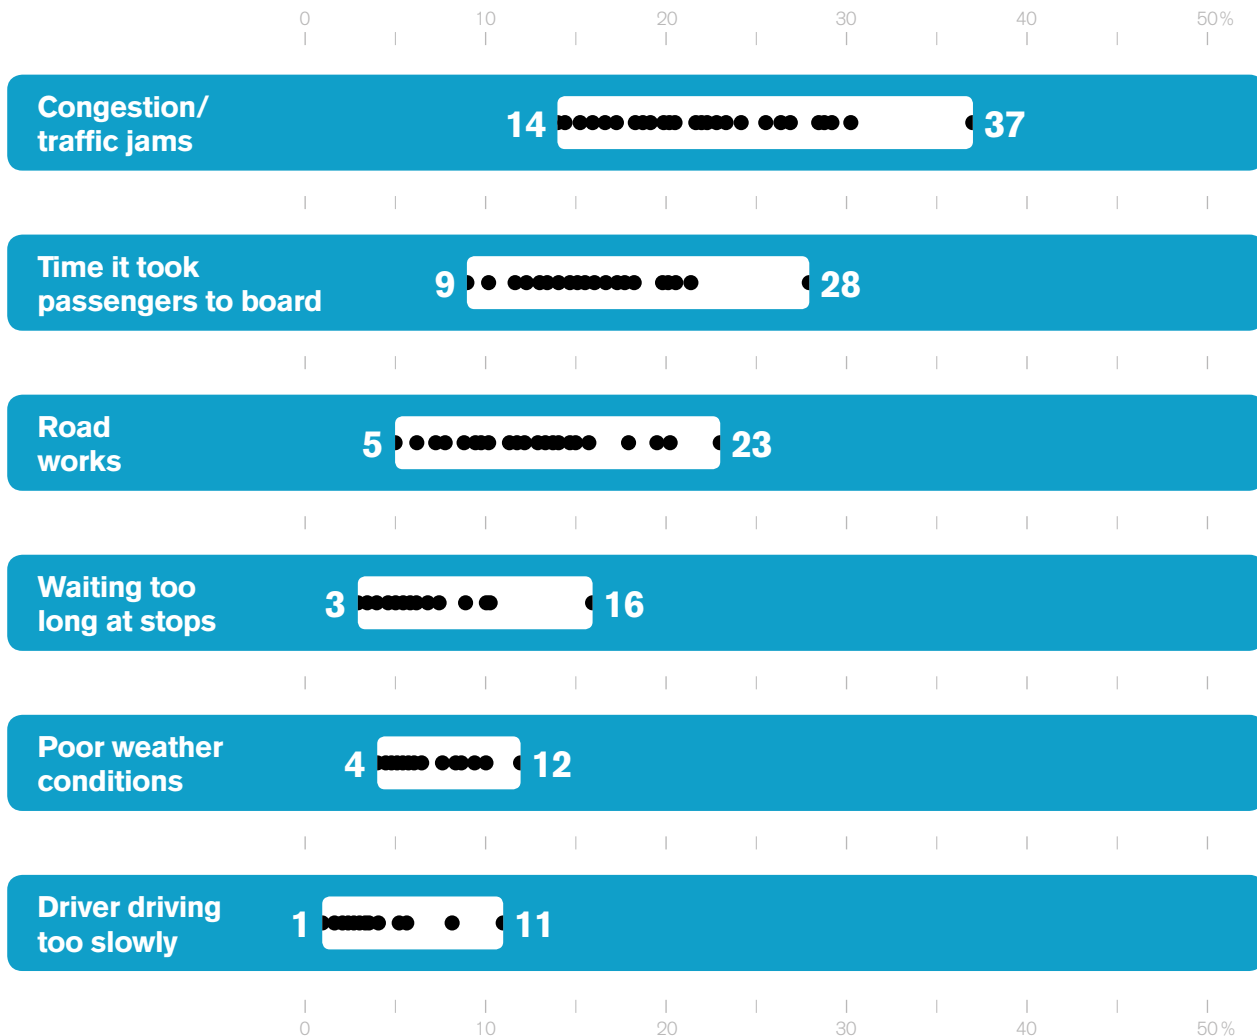 0 10 20 30 40 50%
Congestion/
traffic jams
14 37
Time it took
passengers to board
9 28
Road
works
5 23
Waiting too
long at stops
3 16
Poor weather
conditions
4 12
Driver driving
too slowly
1 11
0 10 20 30 40 50%